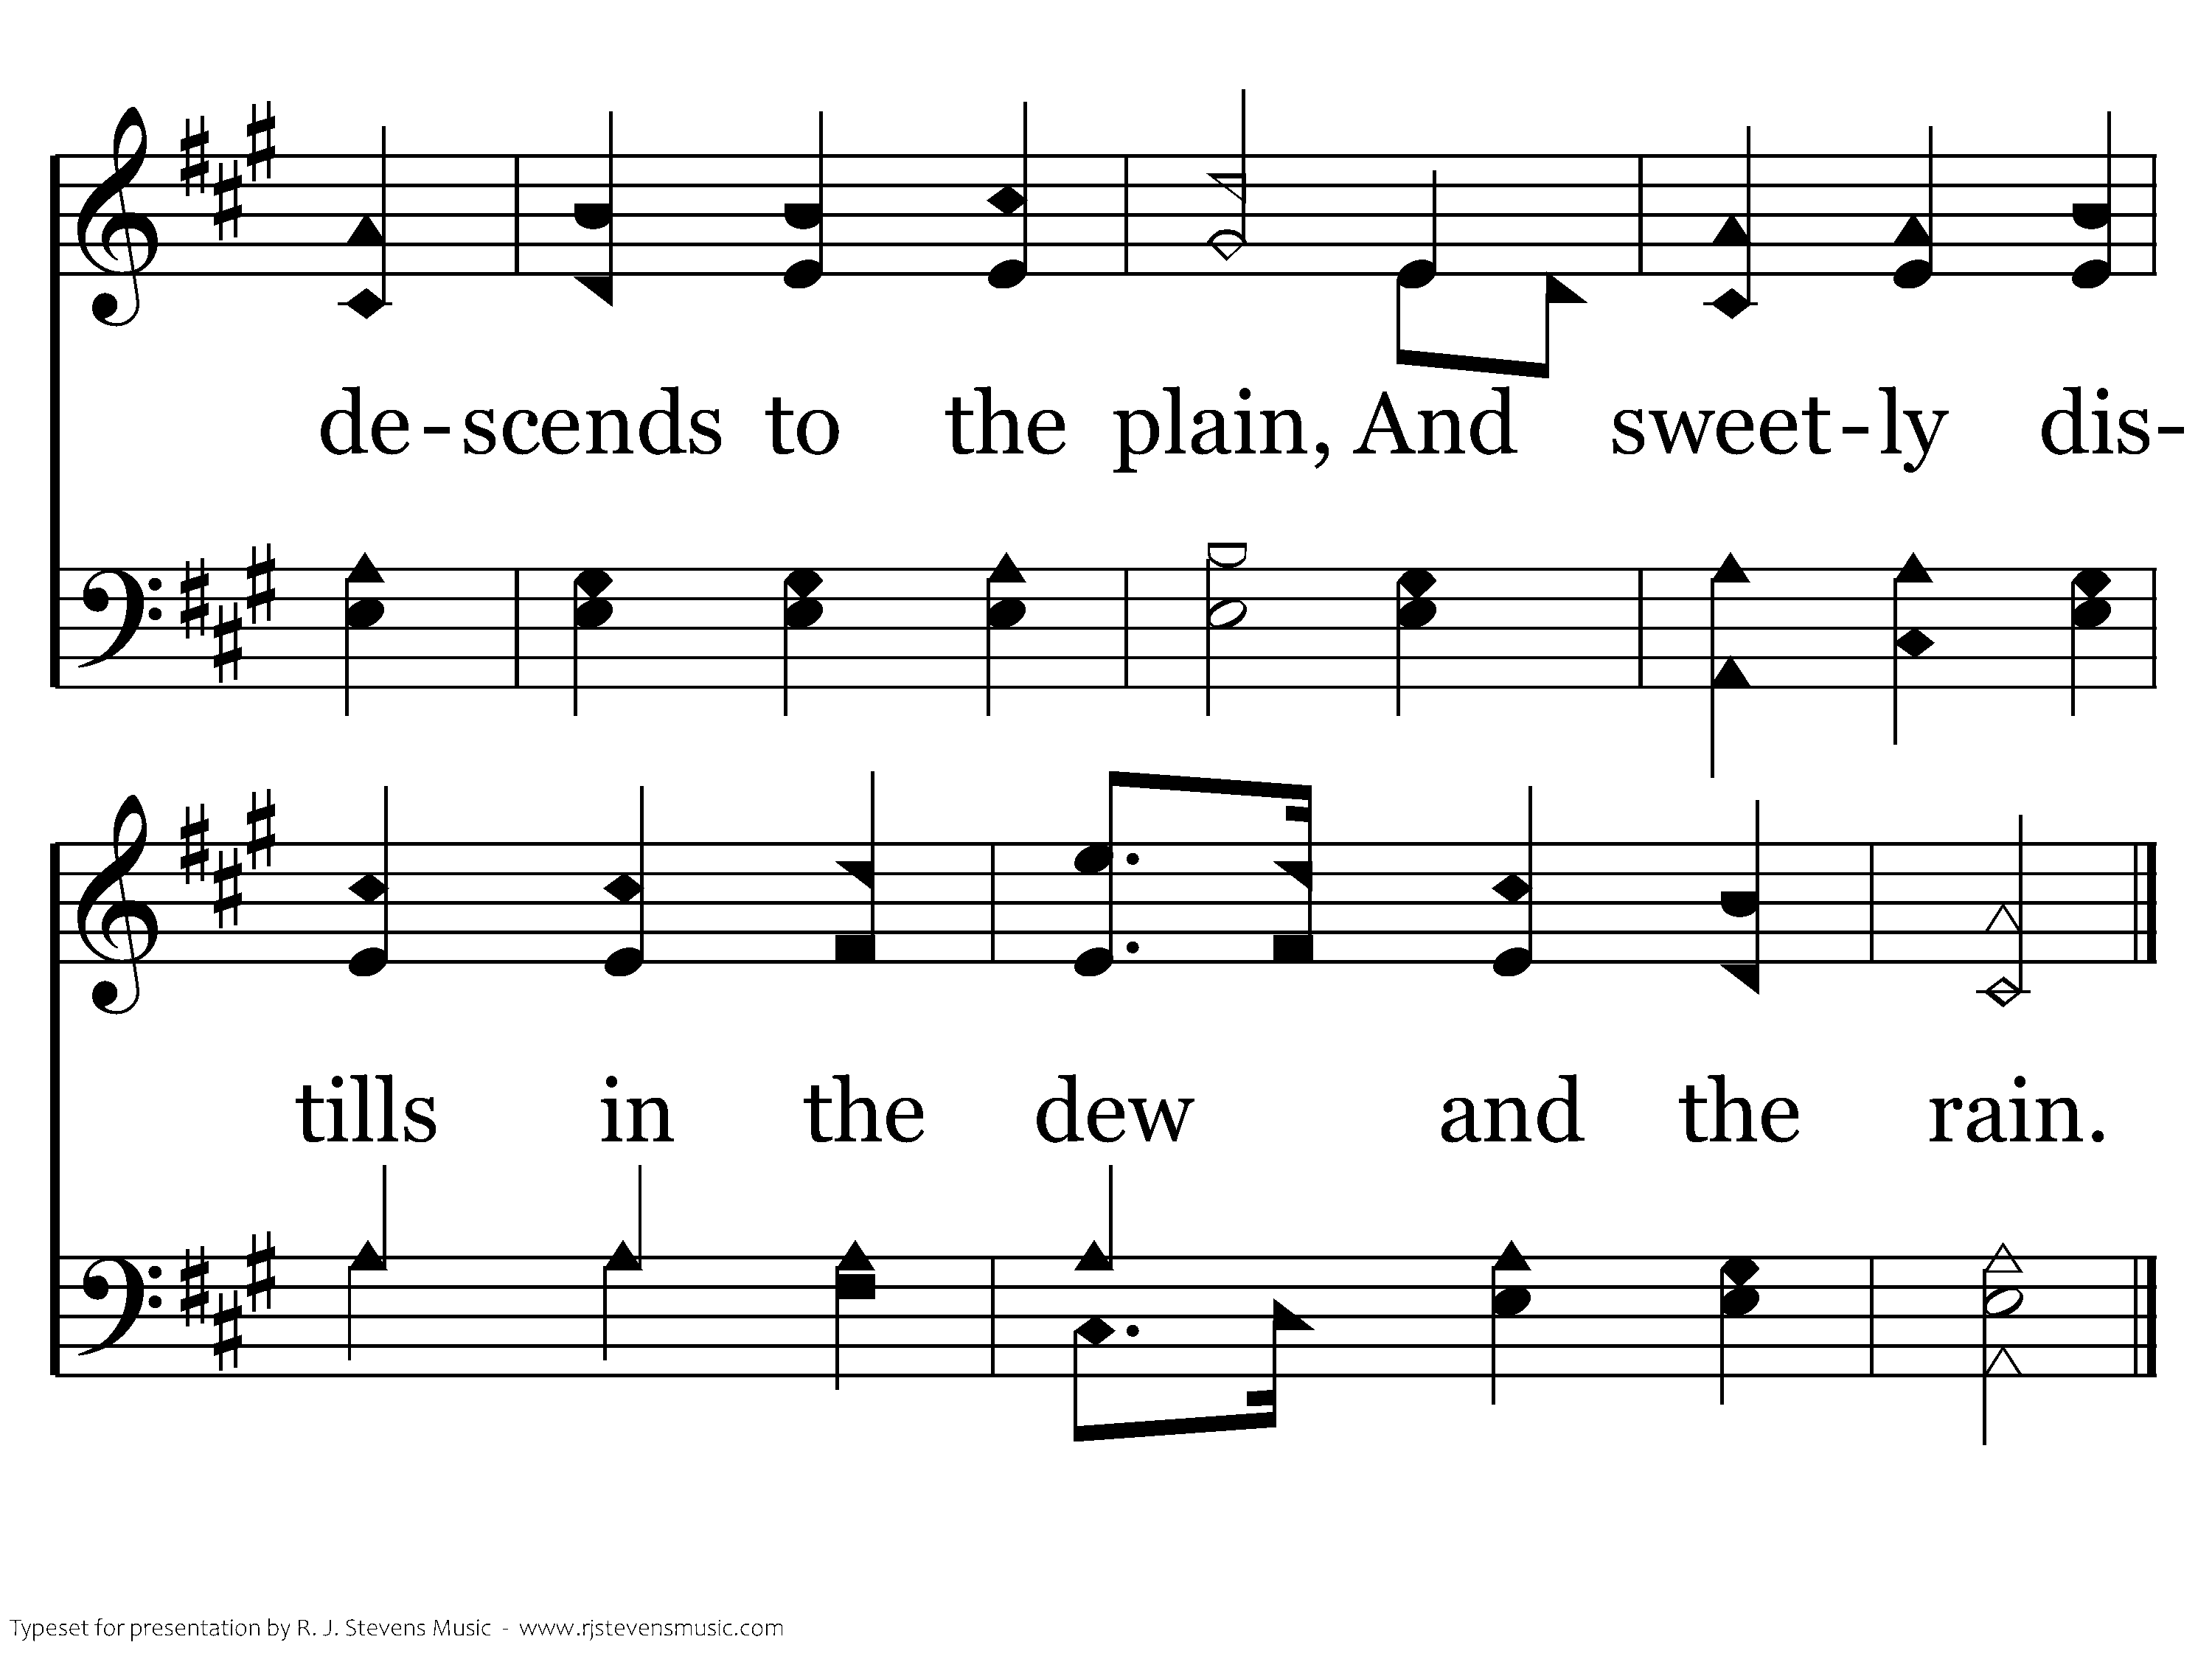 de-scends to the plain, And sweet-ly dis-
tills in the dew and the rain.
Typeset for presentation by R. J. Stevens Music - www.rjstevensmusic.com